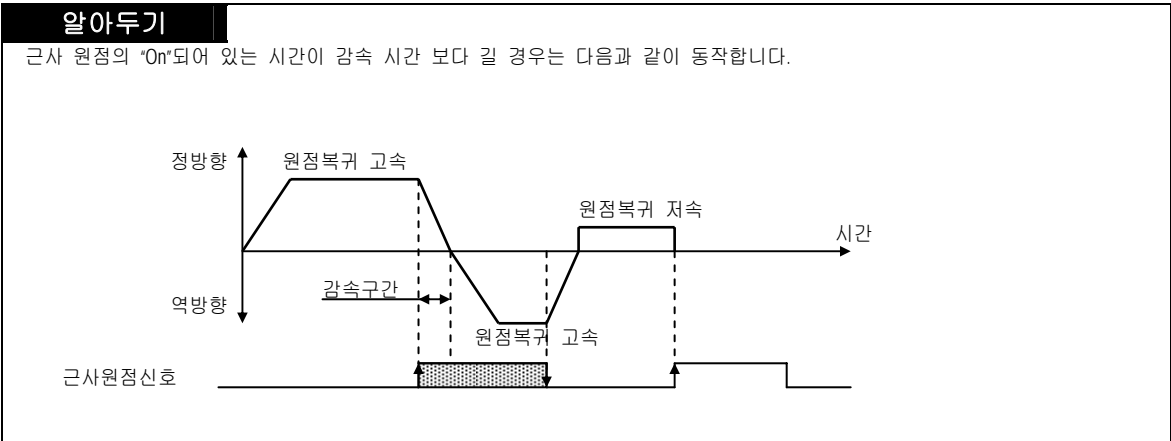 알아두기
근사 원점의 “On”되어 있는 시간이 감속 시간 보다 길 경우는 다음과 같이 동작합니다.
정방향
원점복귀 고속
원점복귀 저속
시간
감속구간
역방향
원점복귀 고속
근사원점신호